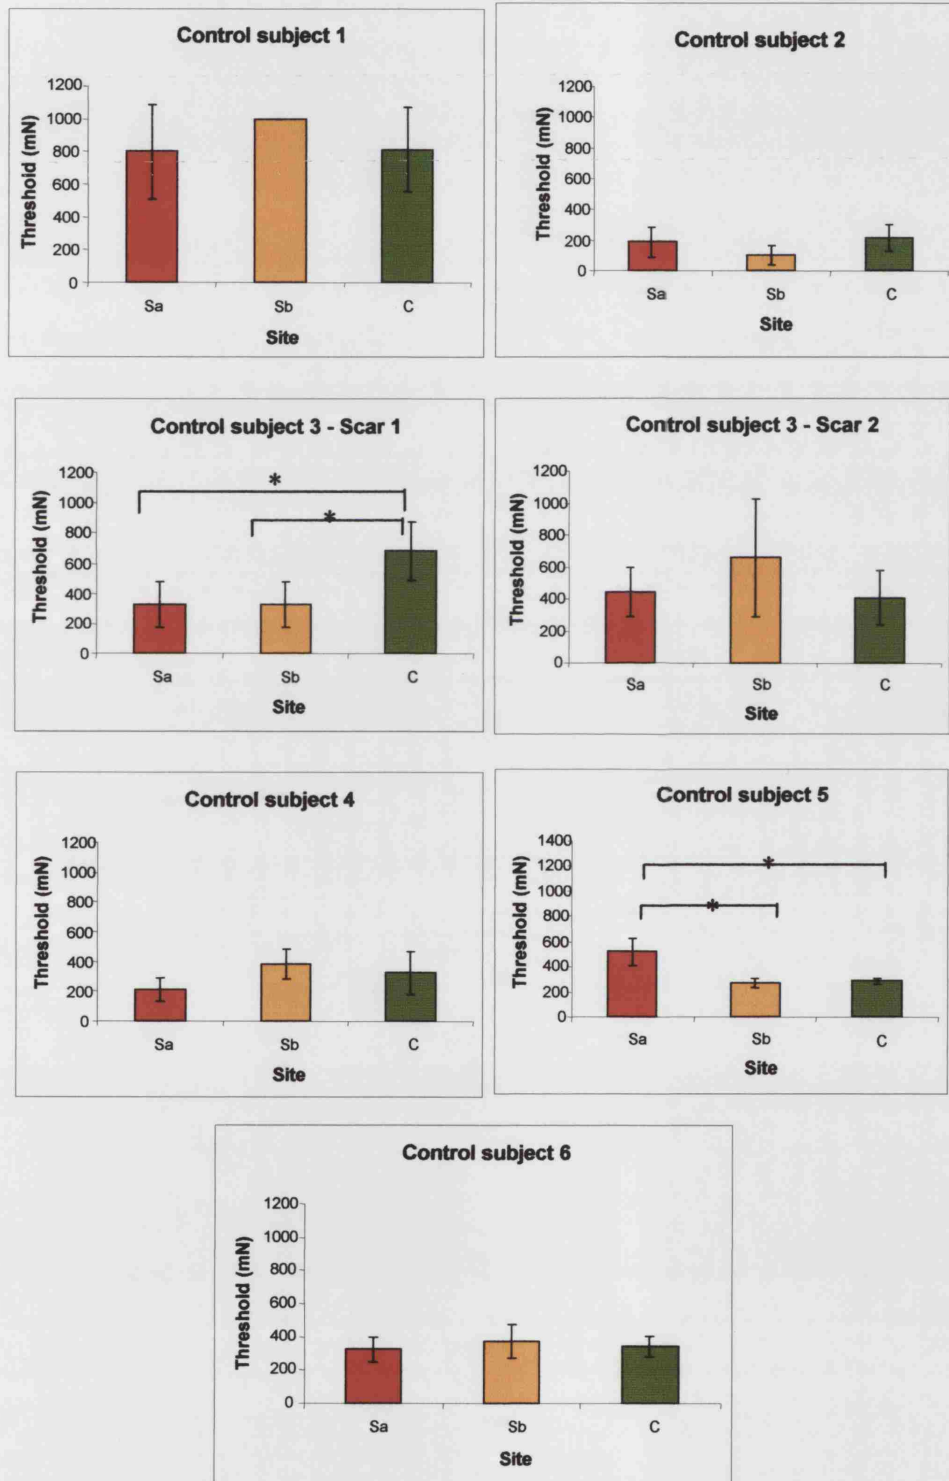 Control subject 1
Threshold (mN)
1200
1000
800
600
400
200
0
Sa Sb C
Site
Control subject 2
Threshold (mN)
1200
1000
800
600
400
200
0
Sa Sb C
Site
Control subject 3 - Scar 1
Threshold (mN)
1200
1000
800
600
400
200
0
* 
*
Sa Sb C
Site
Control subject 3 - Scar 2
Threshold (mN)
1200
1000
800
600
400
200
0
Sa Sb C
Site
Control subject 4
Threshold (mN)
1200
1000
800
600
400
200
0
Sa Sb C
Site
Control subject 5
Threshold (mN)
1400
1200
1000
800
600
400
200
0
*
*
Sa Sb C
Site
Control subject 6
Threshold (mN)
1200
1000
800
600
400
200
0
Sa Sb C
Site